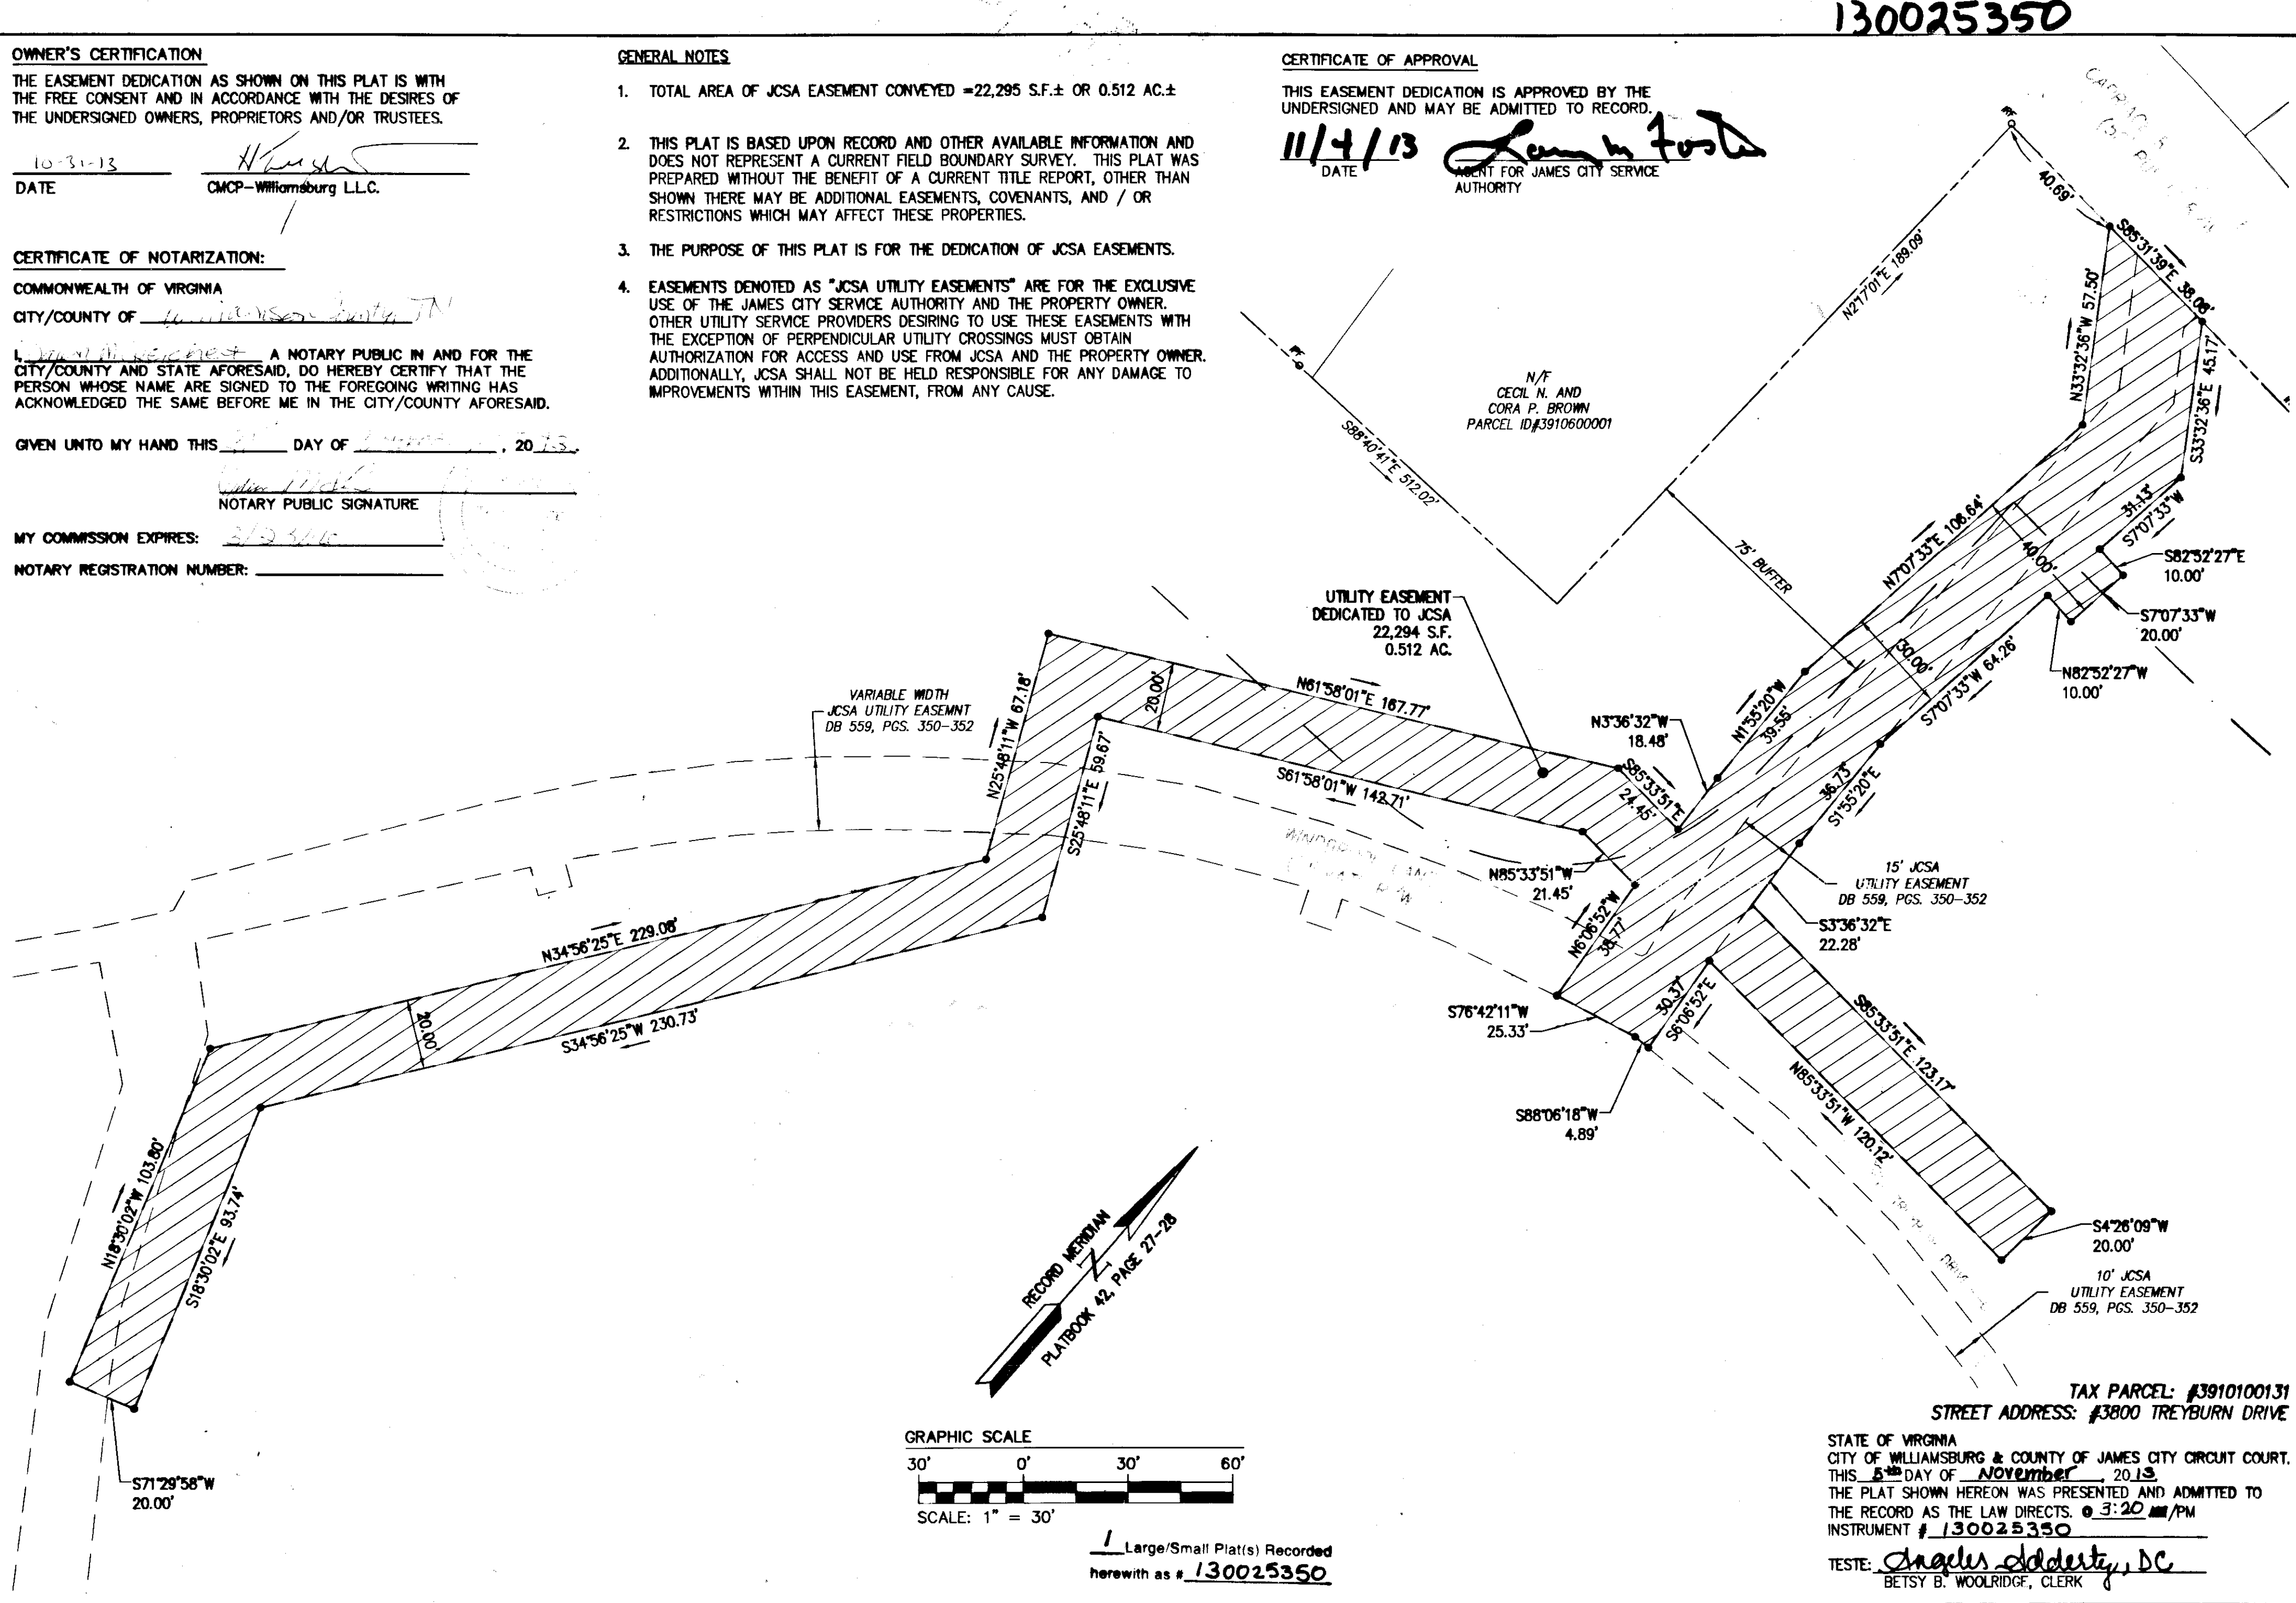 130025350
OWNER'S CERTIFICATION
THE EASEMENT DEDICATION AS SHOWN ON THIS PLAT IS WITH
THE FREE CONSENT AND IN ACCORDANCE WITH THE DESIRES OF
THE UNDERSIGNED OWNERS, PROPRIETORS AND/OR TRUSTEES.
10-31-13
DATE
CMCP-Williamsburg L.L.C.
CERTIFICATE OF NOTARIZATION:
COMMONWEALTH OF VIRGINIA
CITY/COUNTY OF TN
I, A NOTARY PUBLIC IN AND FOR THE
CITY/COUNTY AND STATE AFORESAID, DO HEREBY CERTIFY THAT THE
PERSON WHOSE NAME ARE SIGNED TO THE FOREGOING WRITING HAS
ACKNOWLEDGED THE SAME BEFORE ME IN THE CITY/COUNTY AFORESAID.
GIVEN UNTO MY HAND THIS DAY OF , 20
NOTARY PUBLIC SIGNATURE
MY COMMISSION EXPIRES:
NOTARY REGISTRATION NUMBER:
GENERAL NOTES
1. TOTAL AREA OF JCSA EASEMENT CONVEYED =22,295 S.F.± OR 0.512 AC.±
2. THIS PLAT IS BASED UPON RECORD AND OTHER AVAILABLE INFORMATION AND
DOES NOT REPRESENT A CURRENT FIELD BOUNDARY SURVEY. THIS PLAT WAS
PREPARED WITHOUT THE BENEFIT OF A CURRENT TITLE REPORT, OTHER THAN
SHOWN THERE MAY BE ADDITIONAL EASEMENTS, COVENANTS, AND / OR
RESTRICTIONS WHICH MAY AFFECT THESE PROPERTIES.
3. THE PURPOSE OF THIS PLAT IS FOR THE DEDICATION OF JCSA EASEMENTS.
4. EASEMENTS DENOTED AS "JCSA UTILITY EASEMENTS" ARE FOR THE EXCLUSIVE
USE OF THE JAMES CITY SERVICE AUTHORITY AND THE PROPERTY OWNER.
OTHER UTILITY SERVICE PROVIDERS DESIRING TO USE THESE EASEMENTS WITH
THE EXCEPTION OF PERPENDICULAR UTILITY CROSSINGS MUST OBTAIN
AUTHORIZATION FOR ACCESS AND USE FROM JCSA AND THE PROPERTY OWNER.
ADDITIONALLY, JCSA SHALL NOT BE HELD RESPONSIBLE FOR ANY DAMAGE TO
IMPROVEMENTS WITHIN THIS EASEMENT, FROM ANY CAUSE.
CERTIFICATE OF APPROVAL
THIS EASEMENT DEDICATION IS APPROVED BY THE
UNDERSIGNED AND MAY BE ADMITTED TO RECORD.
11/4/13 Larry M Foster
DATE
AGENT FOR JAMES CITY SERVICE
AUTHORITY
IPF
40.69'
S85°31'39"E 38.08'
N33°32'36"W 57.50'
S33°32'36"E 45.17'
N2°17'01"E 189.09'
IPF
N/F
CECIL N. AND
CORA P. BROWN
PARCEL ID#3910600001
S88°40'41"E 512.02'
75' BUFFER
N7°07'33"E 108.64'
40.00'
31.13'
S7°07'33"W
S82°52'27"E
10.00'
S7°07'33"W
20.00'
N82°52'27"W
10.00'
30.00'
S7°07'33"W 64.26'
UTILITY EASEMENT
DEDICATED TO JCSA
22,294 S.F.
0.512 AC.
VARIABLE WIDTH
JCSA UTILITY EASEMNT
DB 559, PGS. 350-352
N25°48'11"W 67.18'
S25°48'11"E 59.67'
20.00'
N61°58'01"E 167.77'
S61°58'01"W 142.71'
N3°36'32"W
18.48'
N1°55'20"W
39.55'
S85°33'51"E
24.45'
36.73'
S1°55'20"E
N85°33'51"W
21.45'
15' JCSA
UTILITY EASEMENT
DB 559, PGS. 350-352
S3°36'32"E
22.28'
N6°06'52"W
38.77'
N34°56'25"E 229.08'
20.00'
S34°56'25"W 230.73'
S76°42'11"W
25.33'
30.37'
S6°06'52"E
S88°06'18"W
4.89'
S85°33'51"E 123.17'
N85°33'51"W 120.12'
S4°26'09"W
20.00'
10' JCSA
UTILITY EASEMENT
DB 559, PGS. 350-352
N18°30'02"W 103.80'
S18°30'02"E 93.74'
S71°29'58"W
20.00'
RECORD MERIDIAN
N
PLATBOOK 42, PAGE 27-28
GRAPHIC SCALE
30' 0' 30' 60'
SCALE: 1" = 30'
1 Large/Small Plat(s) Recorded
herewith as # 130025350
TAX PARCEL: #3910100131
STREET ADDRESS: #3800 TREYBURN DRIVE
STATE OF VIRGINIA
CITY OF WILLIAMSBURG & COUNTY OF JAMES CITY CIRCUIT COURT.
THIS 5th DAY OF November, 2013
THE PLAT SHOWN HEREON WAS PRESENTED AND ADMITTED TO
THE RECORD AS THE LAW DIRECTS. @ 3:20 /PM
INSTRUMENT # 130025350
TESTE: DC
BETSY B. WOOLRIDGE, CLERK